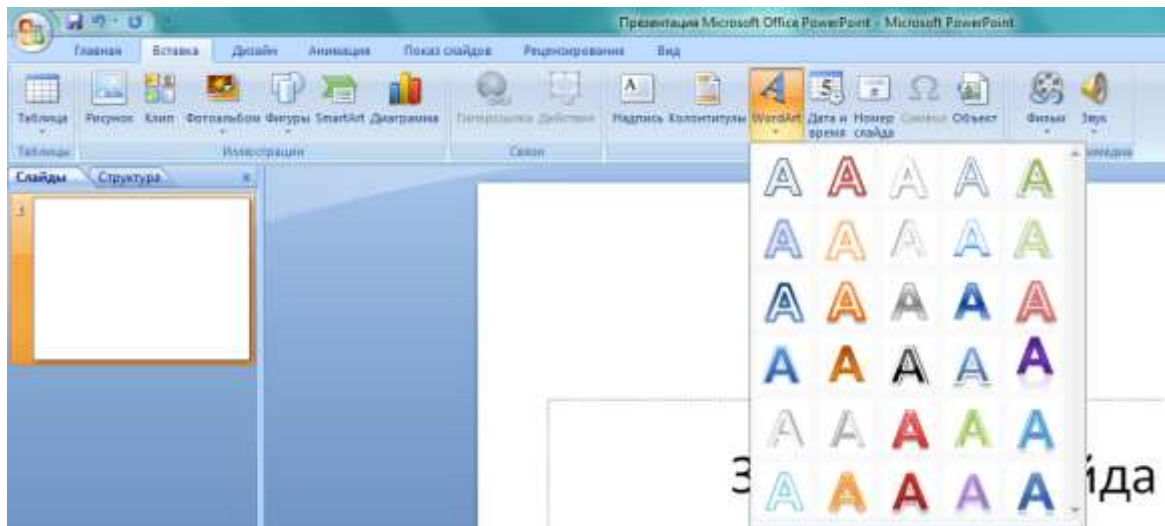 Презентация Microsoft Office PowerPoint - Microsoft PowerPoint
Главная Вставка Дизайн Анимация Показ слайдов Рецензирование Вид
Таблица Рисунок Клип Фотоальбом Фигуры SmartArt Диаграмма Гиперссылка Действие Надпись Колонтитулы WordArt Дата и время Номер слайда Символ Объект Фильм Звук
Таблицы Иллюстрации Связи
Слайды Структура
1
З йда